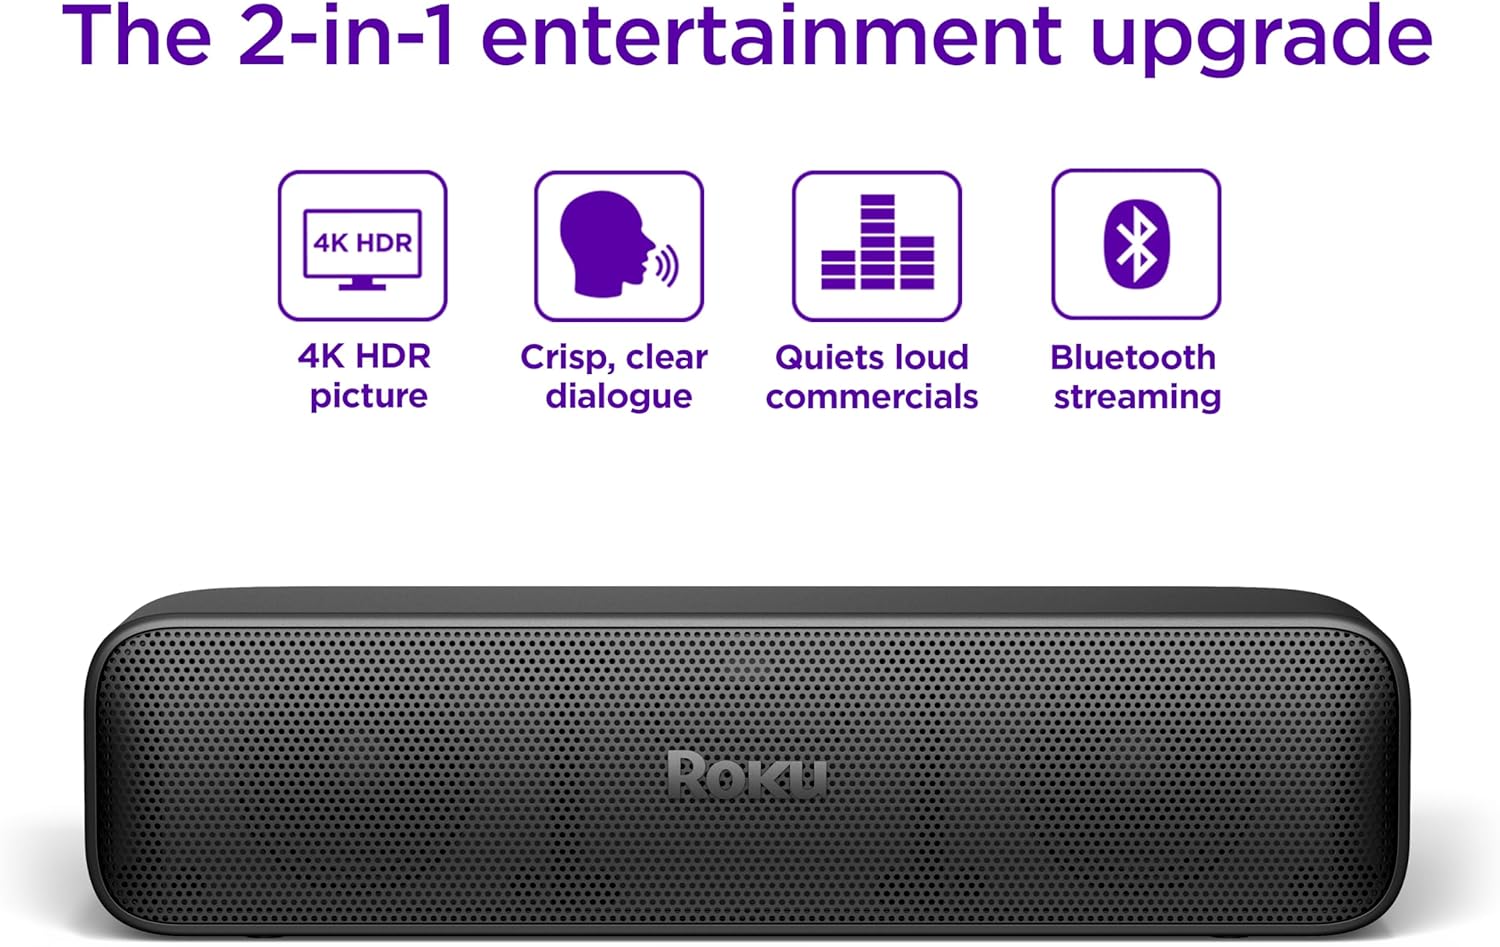 The 2-in-1 entertainment upgrade
4K HDR
4K HDR
picture
Crisp, clear
dialogue
Quiets loud
commercials
Bluetooth
streaming
Roku